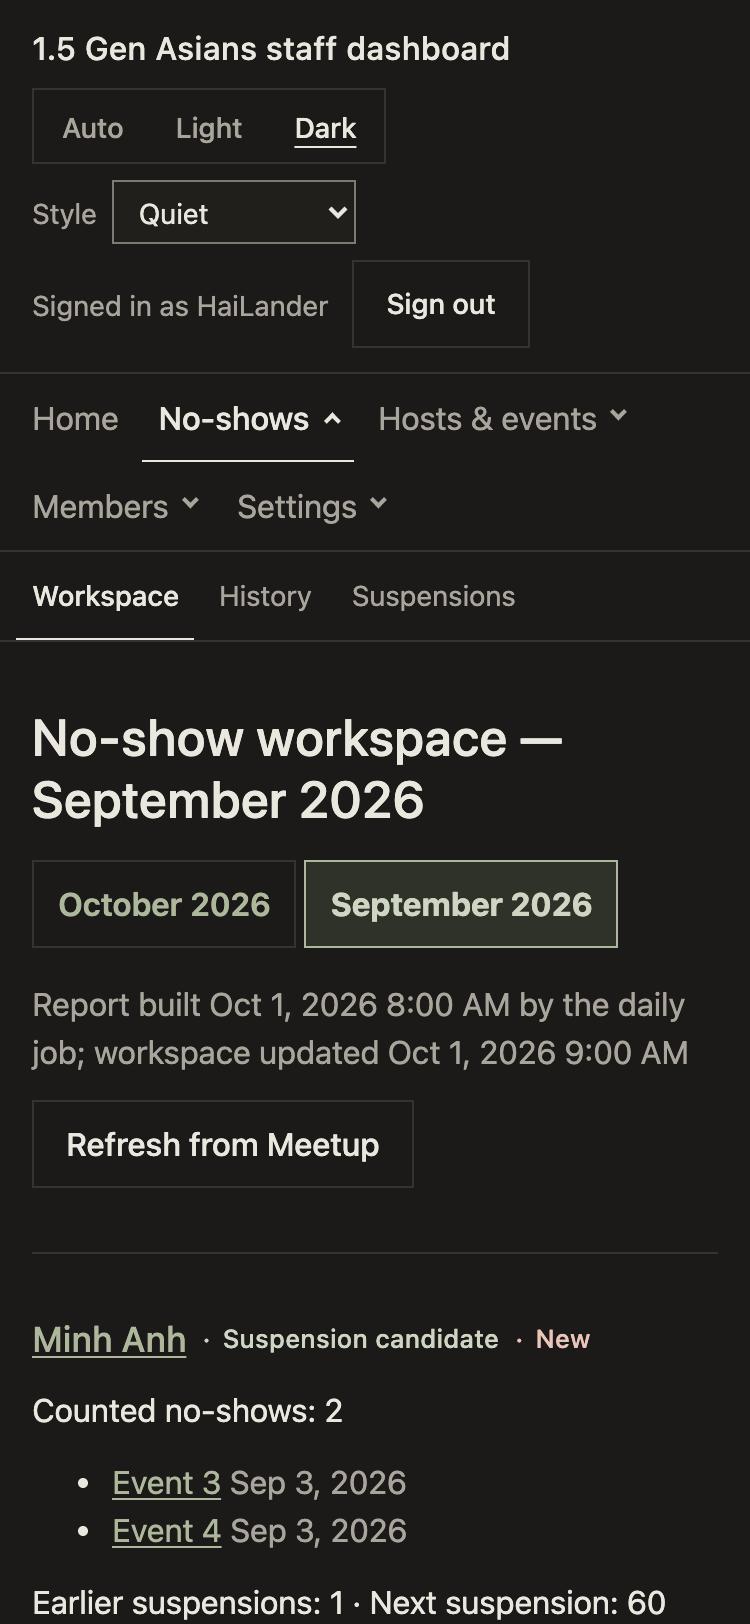 1.5 Gen Asians staff dashboard
Auto Light Dark
Style Quiet
Signed in as HaiLander Sign out
Home No-shows Hosts & events
Members Settings
Workspace History Suspensions
No-show workspace —
September 2026
October 2026 September 2026
Report built Oct 1, 2026 8:00 AM by the daily
job; workspace updated Oct 1, 2026 9:00 AM
Refresh from Meetup
Minh Anh · Suspension candidate · New
Counted no-shows: 2
• Event 3 Sep 3, 2026
• Event 4 Sep 3, 2026
Earlier suspensions: 1 · Next suspension: 60